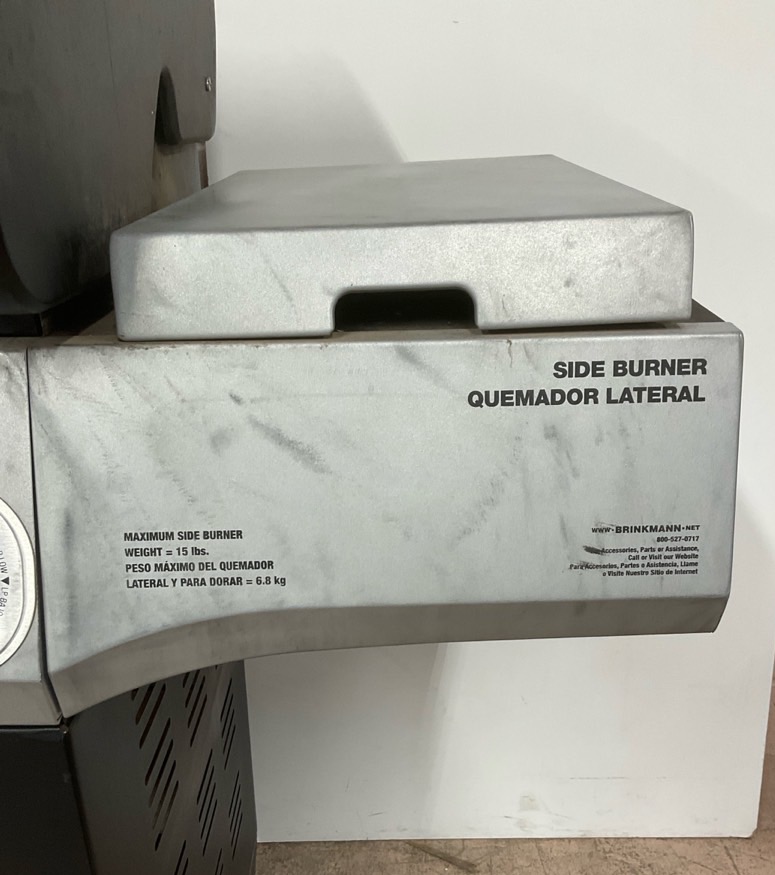 SIDE BURNER
QUEMADOR LATERAL
MAXIMUM SIDE BURNER
WEIGHT = 15 lbs.
PESO MÁXIMO DEL QUEMADOR
LATERAL Y PARA DORAR = 6.8 kg
WWW•BRINKMANN•NET
800-527-0717
Accessories, Parts or Assistance,
Call or Visit our Website
Para Accesories, Partes o Asistencia, Llame
o Visite Nuestro Sitio de Internet
LOW